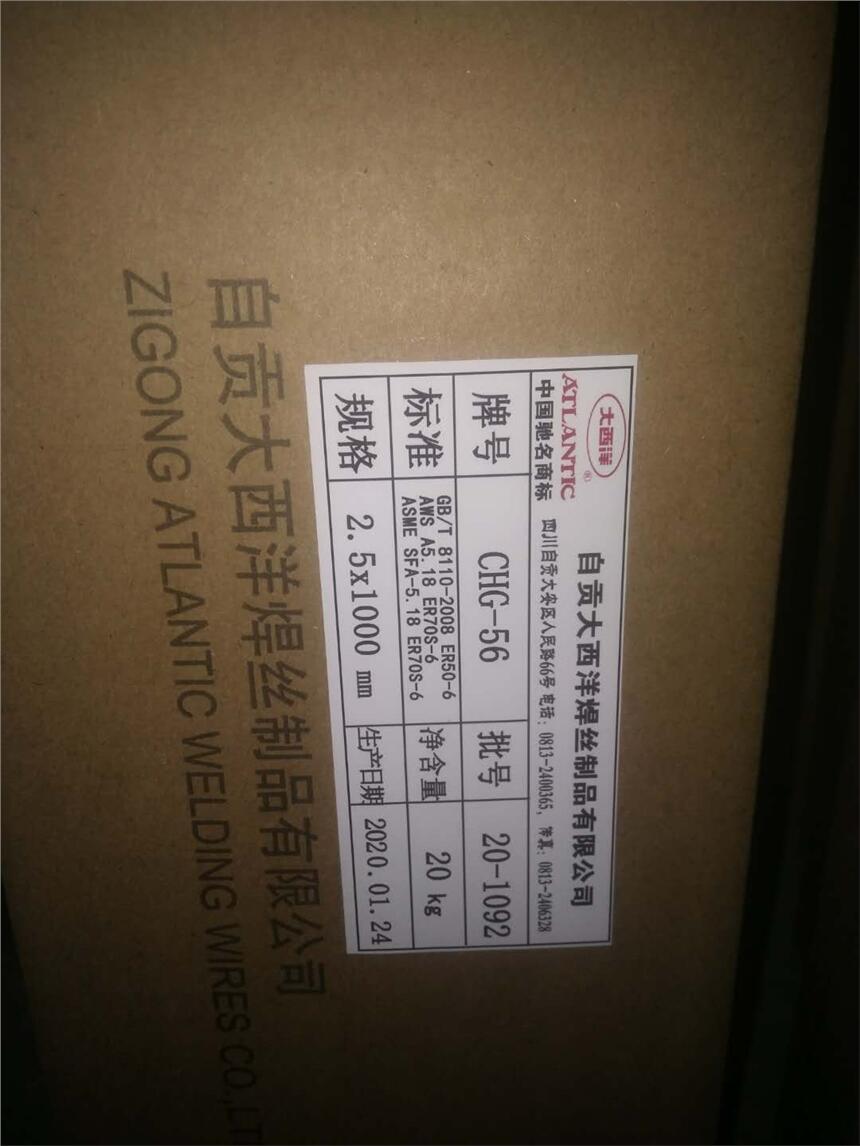 大西洋
ATLANTIC®
中国驰名商标
自贡大西洋焊丝制品有限公司
四川自贡大安区人民路66号 电话：0813-2400365，传真：0813-2406328
牌号 CHG-56 批号 20-1092
标准
GB/T 8110-2008 ER50-6
AWS A5.18 ER70S-6
ASME SFA-5.18 ER70S-6
净含量 20 kg
规格 2.5x1000 mm 生产日期 2020.01.24
自贡大西洋焊丝制品有限公司
ZIGONG ATLANTIC WELDING WIRES CO.,LT